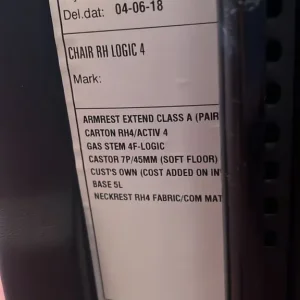 Del.dat: 04-06-18
CHAIR RH LOGIC 4
Mark:
ARMREST EXTEND CLASS A (PAIR
CARTON RH4/ACTIV 4
GAS STEM 4F-LOGIC
CASTOR 7P/45MM (SOFT FLOOR)
CUST'S OWN (COST ADDED ON IN
BASE 5L
NECKREST RH4 FABRIC/COM MAT